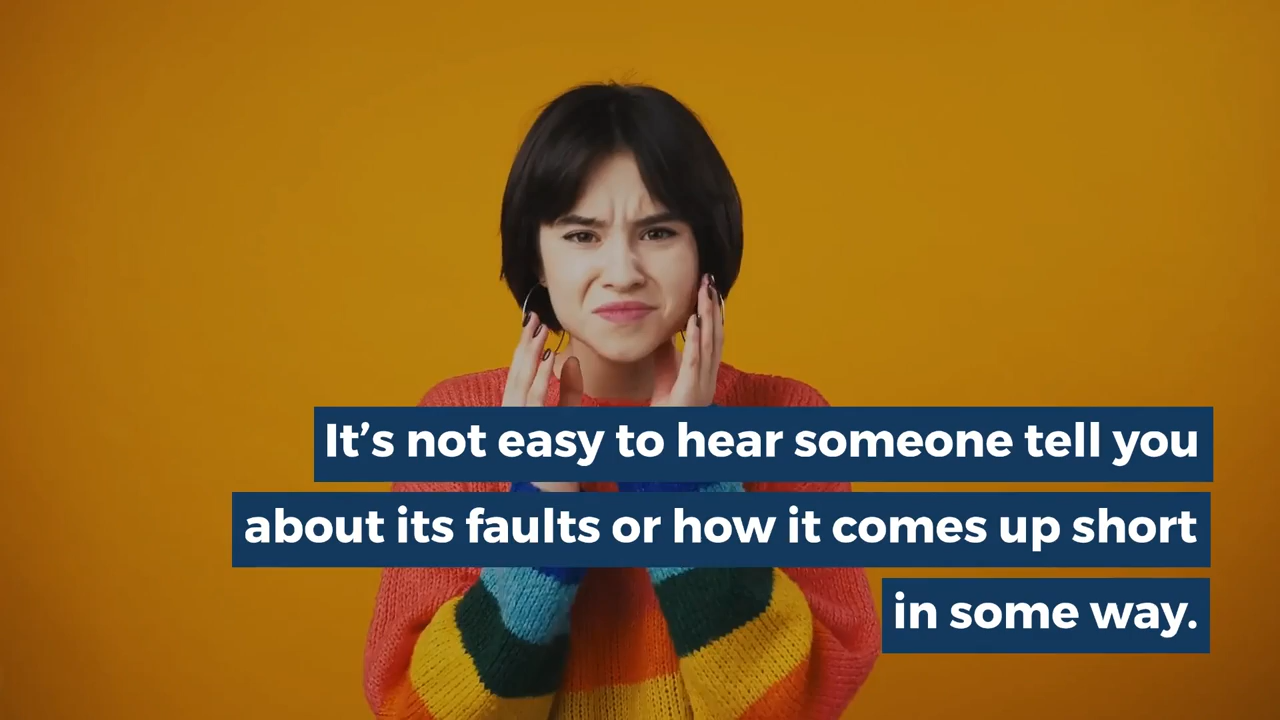 It’s not easy to hear someone tell you
about its faults or how it comes up short
in some way.